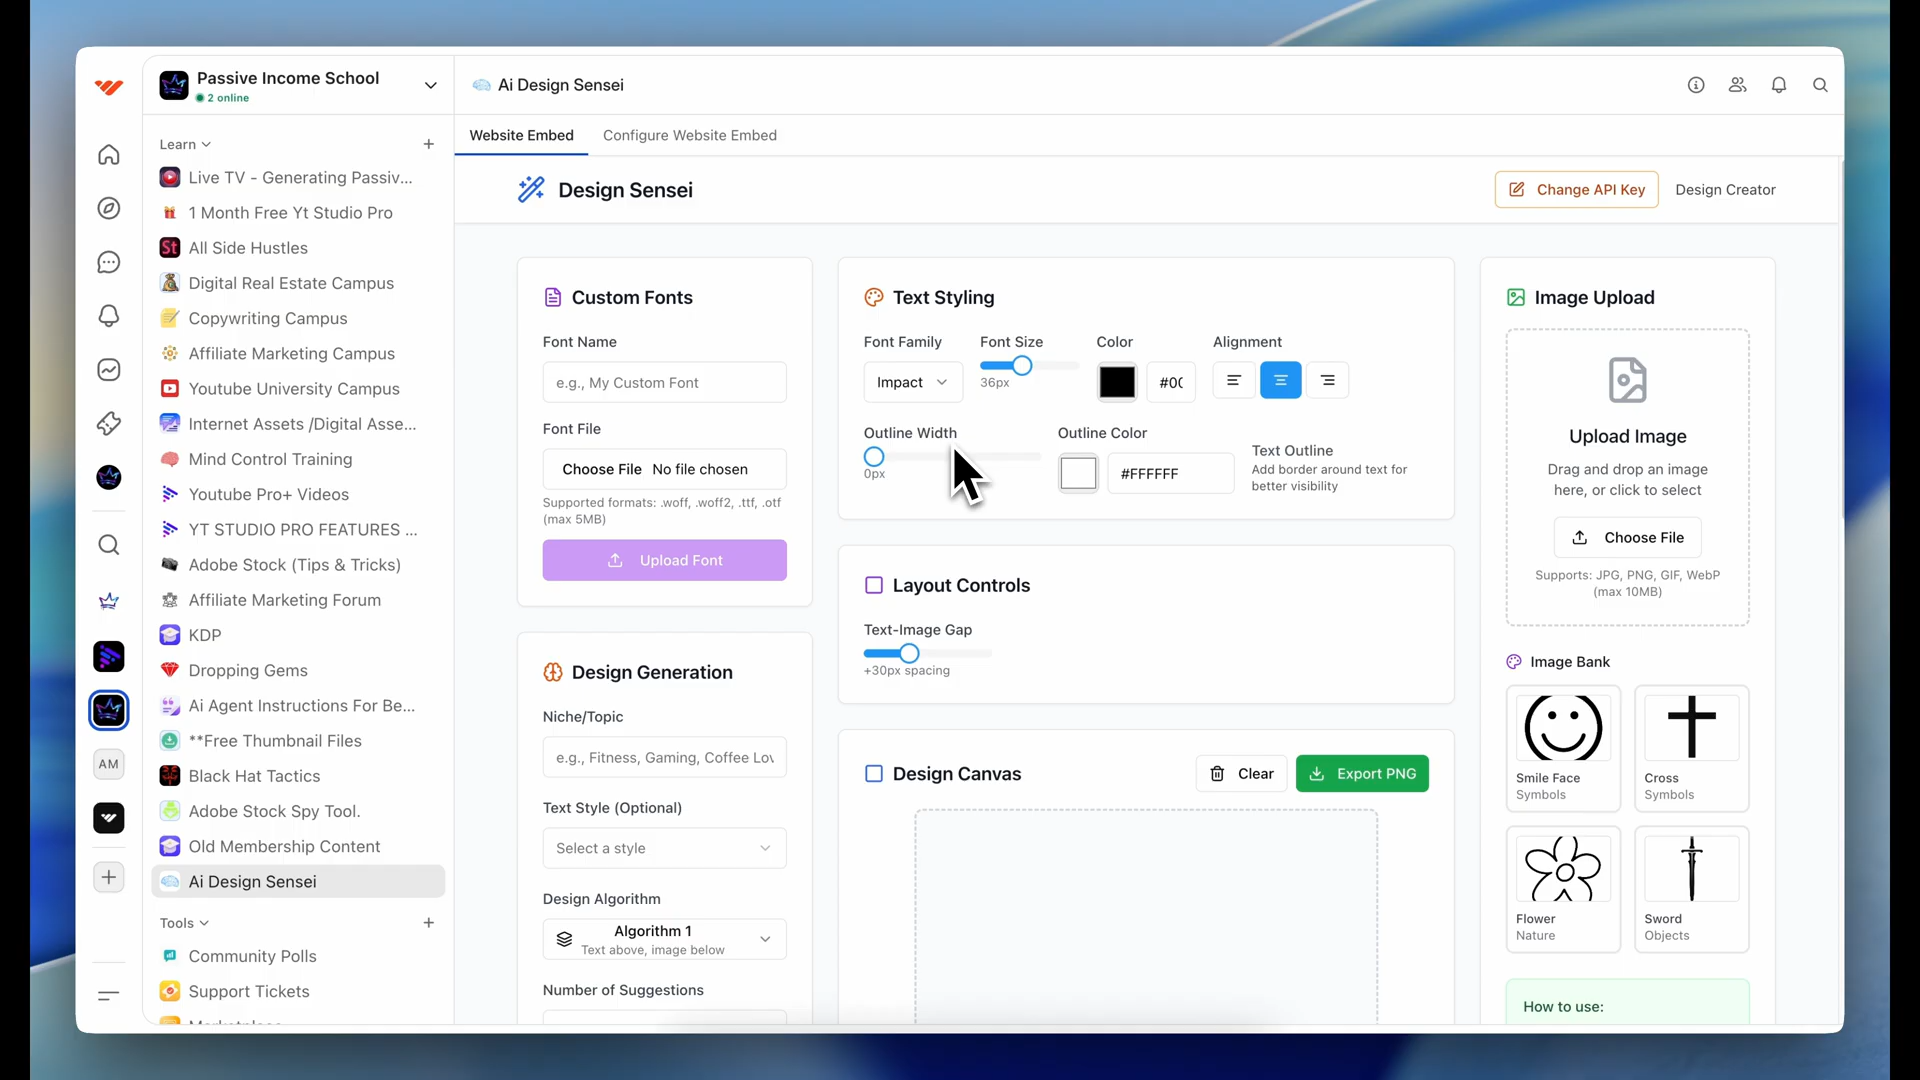 Passive Income School
2 online
Ai Design Sensei
Learn
Live TV - Generating Passiv...
1 Month Free Yt Studio Pro
St
All Side Hustles
Digital Real Estate Campus
Copywriting Campus
Affiliate Marketing Campus
Youtube University Campus
Internet Assets /Digital Asse...
Mind Control Training
Youtube Pro+ Videos
YT STUDIO PRO FEATURES ...
Adobe Stock (Tips & Tricks)
Affiliate Marketing Forum
KDP
Dropping Gems
Ai Agent Instructions For Be...
**Free Thumbnail Files
AM
Black Hat Tactics
Adobe Stock Spy Tool.
Old Membership Content
Ai Design Sensei
Tools
Community Polls
Support Tickets
Website Embed
Configure Website Embed
Design Sensei
Change API Key
Design Creator
Custom Fonts
Font Name
e.g., My Custom Font
Font File
Choose File No file chosen
Supported formats: .woff, .woff2, .ttf, .otf
(max 5MB)
Upload Font
Design Generation
Niche/Topic
e.g., Fitness, Gaming, Coffee Lov
Text Style (Optional)
Select a style
Design Algorithm
Algorithm 1
Text above, image below
Number of Suggestions
Text Styling
Font Family
Font Size
Color
Alignment
Impact
36px
#00
Outline Width
Outline Color
0px
#FFFFFF
Text Outline
Add border around text for
better visibility
Layout Controls
Text-Image Gap
+30px spacing
Design Canvas
Clear
Export PNG
Image Upload
Upload Image
Drag and drop an image
here, or click to select
Choose File
Supports: JPG, PNG, GIF, WebP
(max 10MB)
Image Bank
Smile Face
Symbols
Cross
Symbols
Flower
Nature
Sword
Objects
How to use: